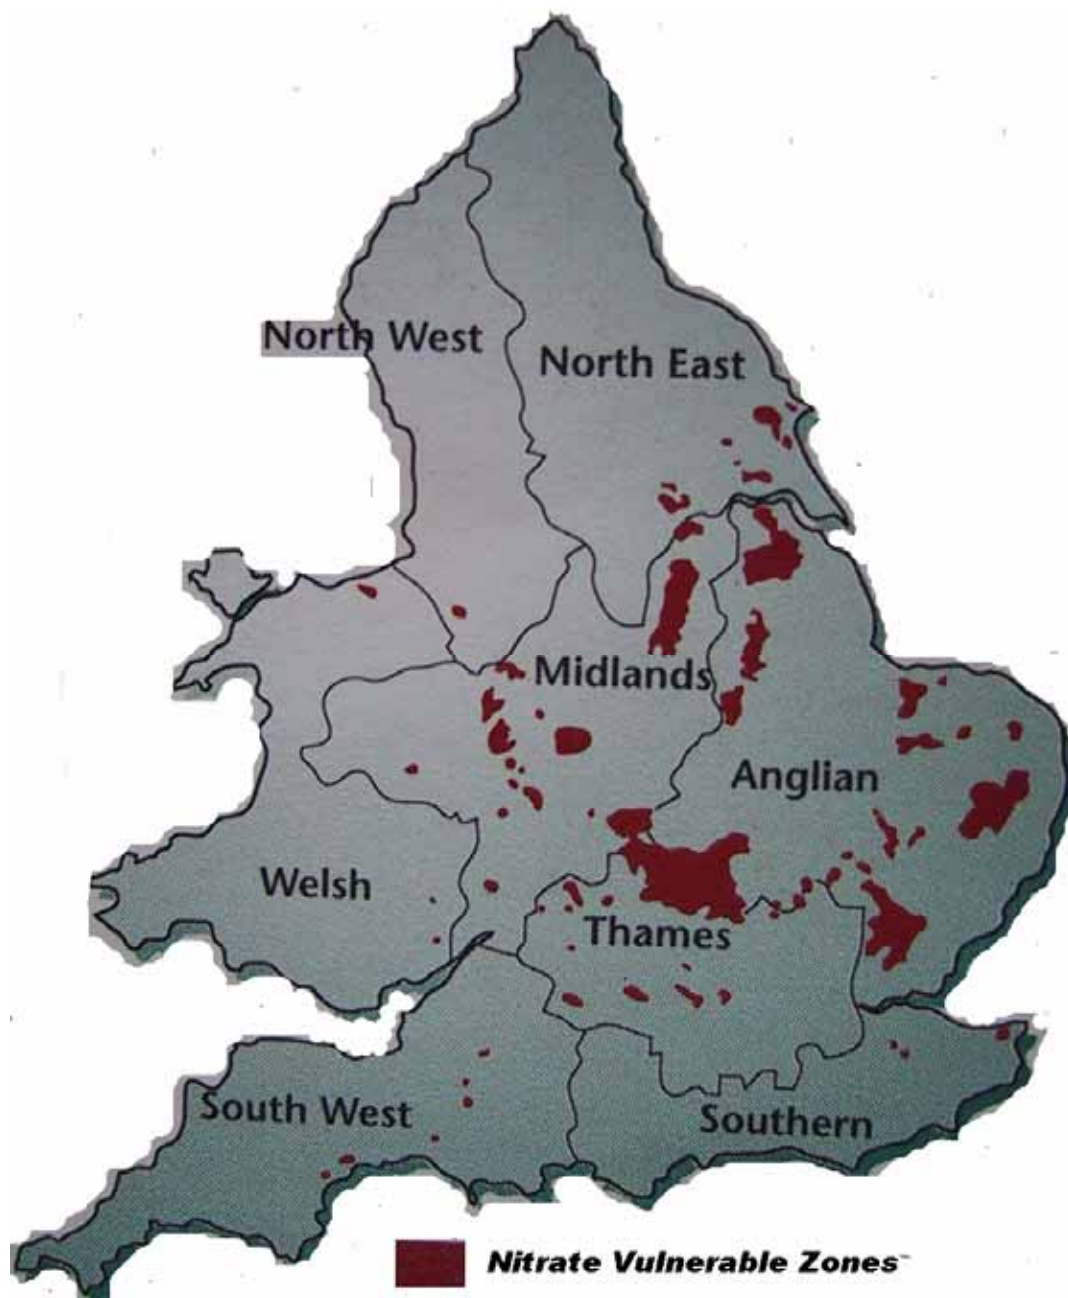 North West
North East
Midlands
Anglian
Welsh
Thames
South West
Southern
Nitrate Vulnerable Zones